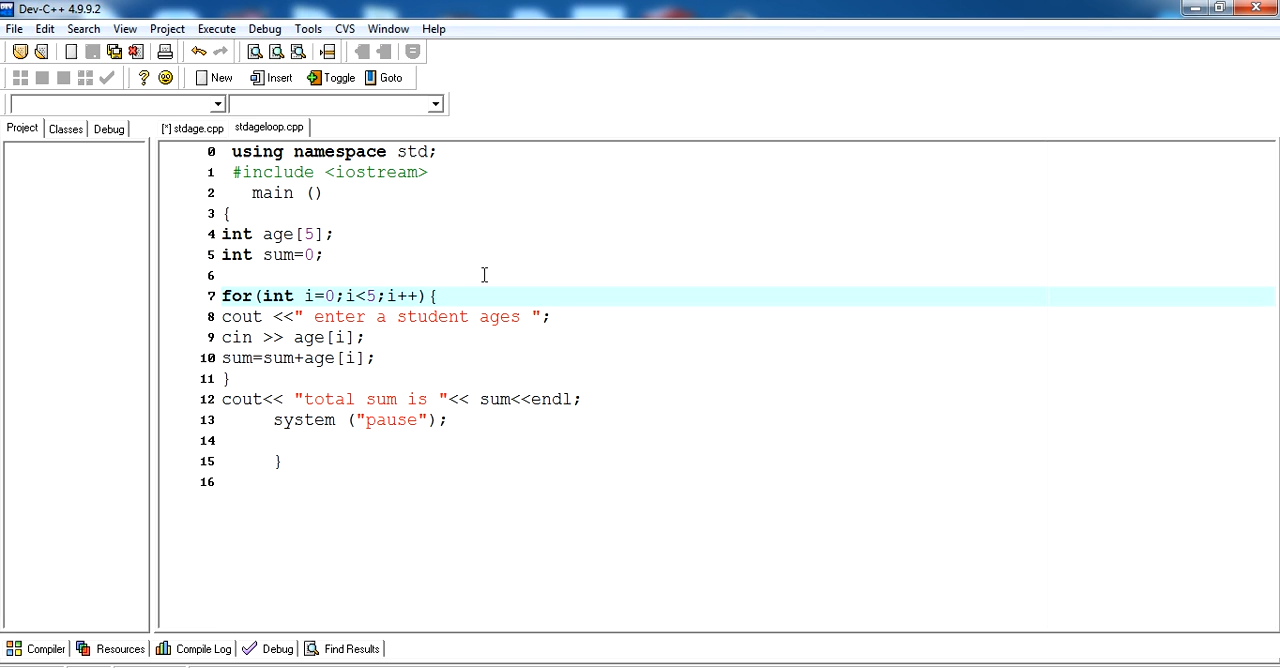 Dev-C++ 4.9.9.2
File Edit Search View Project Execute Debug Tools CVS Window Help
? New Insert Toggle Goto
Project Classes Debug [*] stdage.cpp stdageloop.cpp
0 using namespace std;
1 #include <iostream>
2 main ()
3 {
4 int age[5];
5 int sum=0;
6
7 for(int i=0;i<5;i++){
8 cout <<" enter a student ages ";
9 cin >> age[i];
10 sum=sum+age[i];
11 }
12 cout<< "total sum is "<< sum<<endl;
13 system ("pause");
14
15 }
16
Compiler Resources Compile Log Debug Find Results